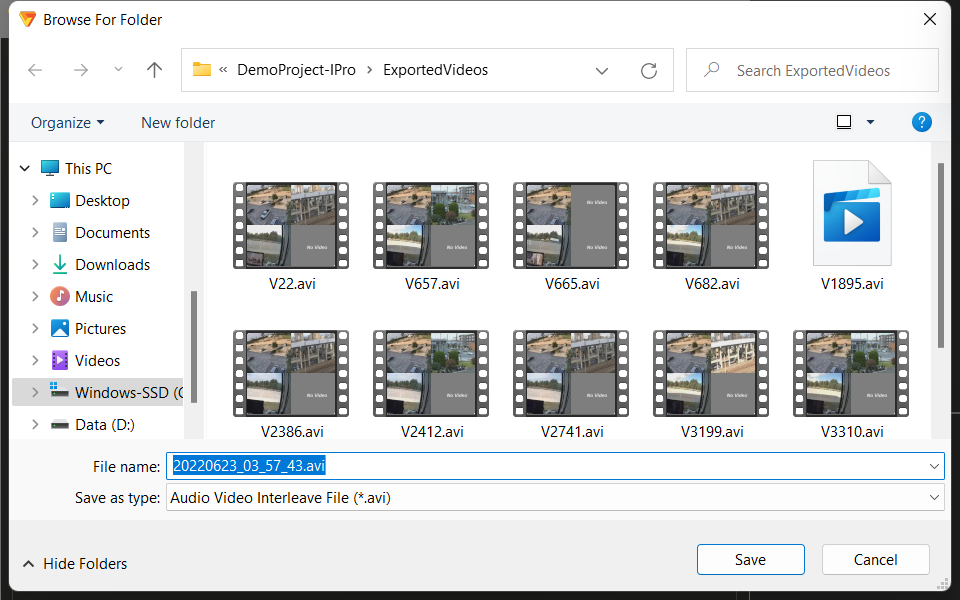 Browse For Folder
« DemoProject-IPro › ExportedVideos
Search ExportedVideos
Organize
New folder
?
This PC
Desktop
Documents
Downloads
Music
Pictures
Videos
Windows-SSD (C
Data (D:)
No Video
No Video
No Video
No Video
No Video
V22.avi
V657.avi
V665.avi
V682.avi
V1895.avi
No Video
No Video
No Video
No Video
No Video
V2386.avi
V2412.avi
V2741.avi
V3199.avi
V3310.avi
File name: 20220623_03_57_43.avi
Save as type: Audio Video Interleave File (*.avi)
Hide Folders
Save
Cancel